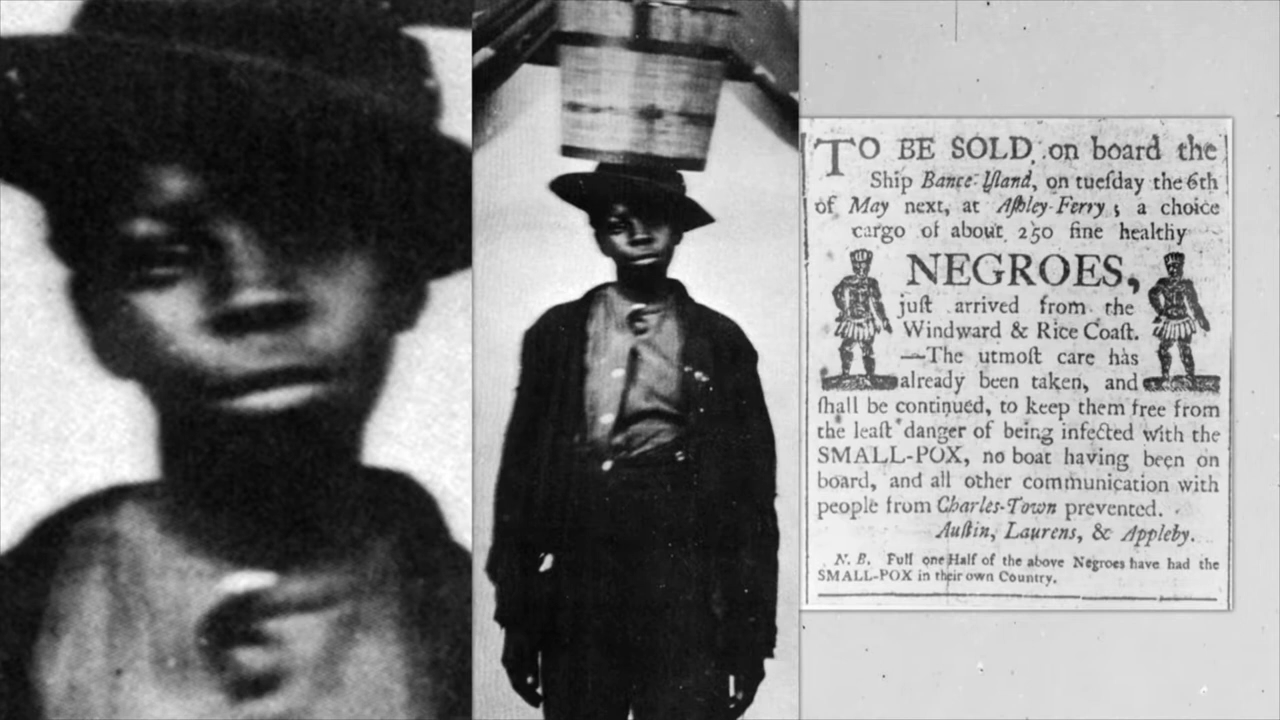 TO BE SOLD, on board the
Ship Bance-Iſland, on tueſday the 6th
of May next, at Aſhley-Ferry; a choice
cargo of about 250 fine healthy
NEGROES,
juſt arrived from the
Windward & Rice Coaſt.
—The utmoſt care has
already been taken, and
ſhall be continued, to keep them free from
the leaſt danger of being infected with the
SMALL-POX, no boat having been on
board, and all other communication with
people from Charles-Town prevented.
Auſtin, Laurens, & Appleby.
N. B. Full one Half of the above Negroes have had the
SMALL-POX in their own Country.